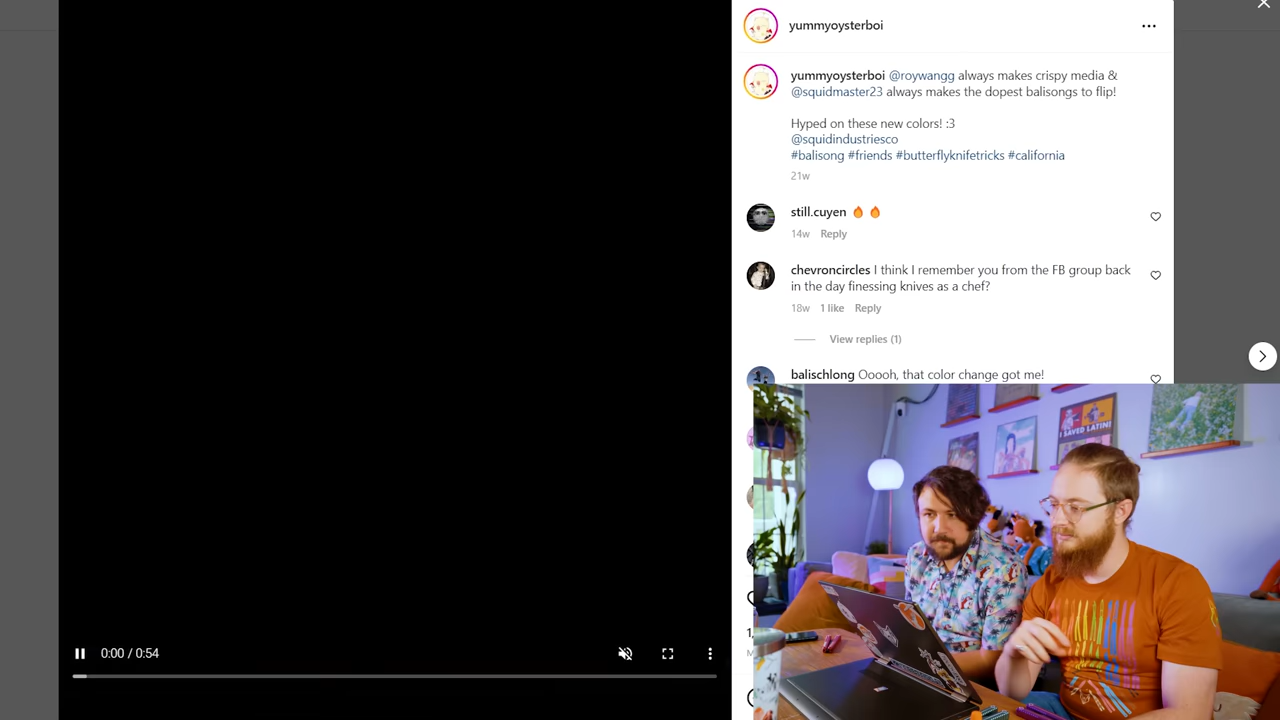 yummyoysterboi
yummyoysterboi @roywangg always makes crispy media &
@squidmaster23 always makes the dopest balisongs to flip!
Hyped on these new colors! :3
@squidindustriesco
#balisong #friends #butterflyknifetricks #california
21w
still.cuyen 🔥 🔥
14w Reply
chevroncircles I think I remember you from the FB group back
in the day finessing knives as a chef?
18w 1 like Reply
View replies (1)
balischlong Ooooh, that color change got me!
I SAVED LATIN!
0:00 / 0:54